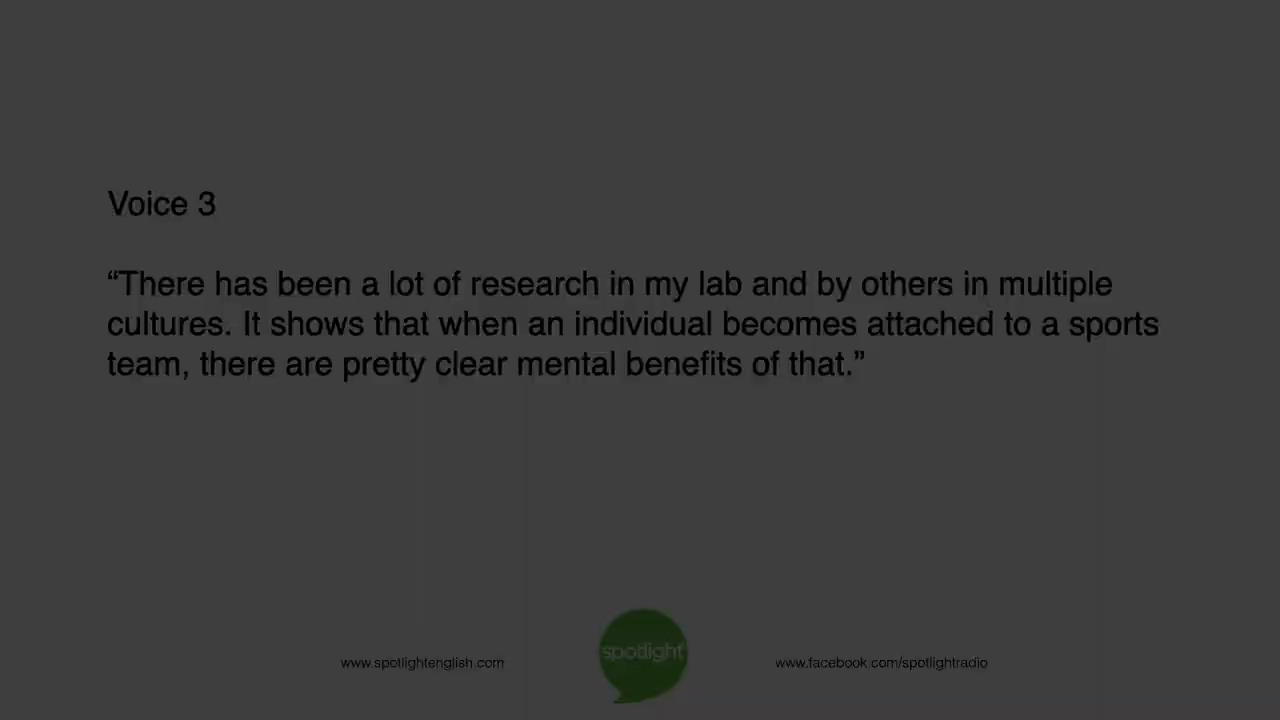 Voice 3
“There has been a lot of research in my lab and by others in multiple
cultures. It shows that when an individual becomes attached to a sports
team, there are pretty clear mental benefits of that.”
www.spotlightenglish.com
spotlight
www.facebook.com/spotlightradio